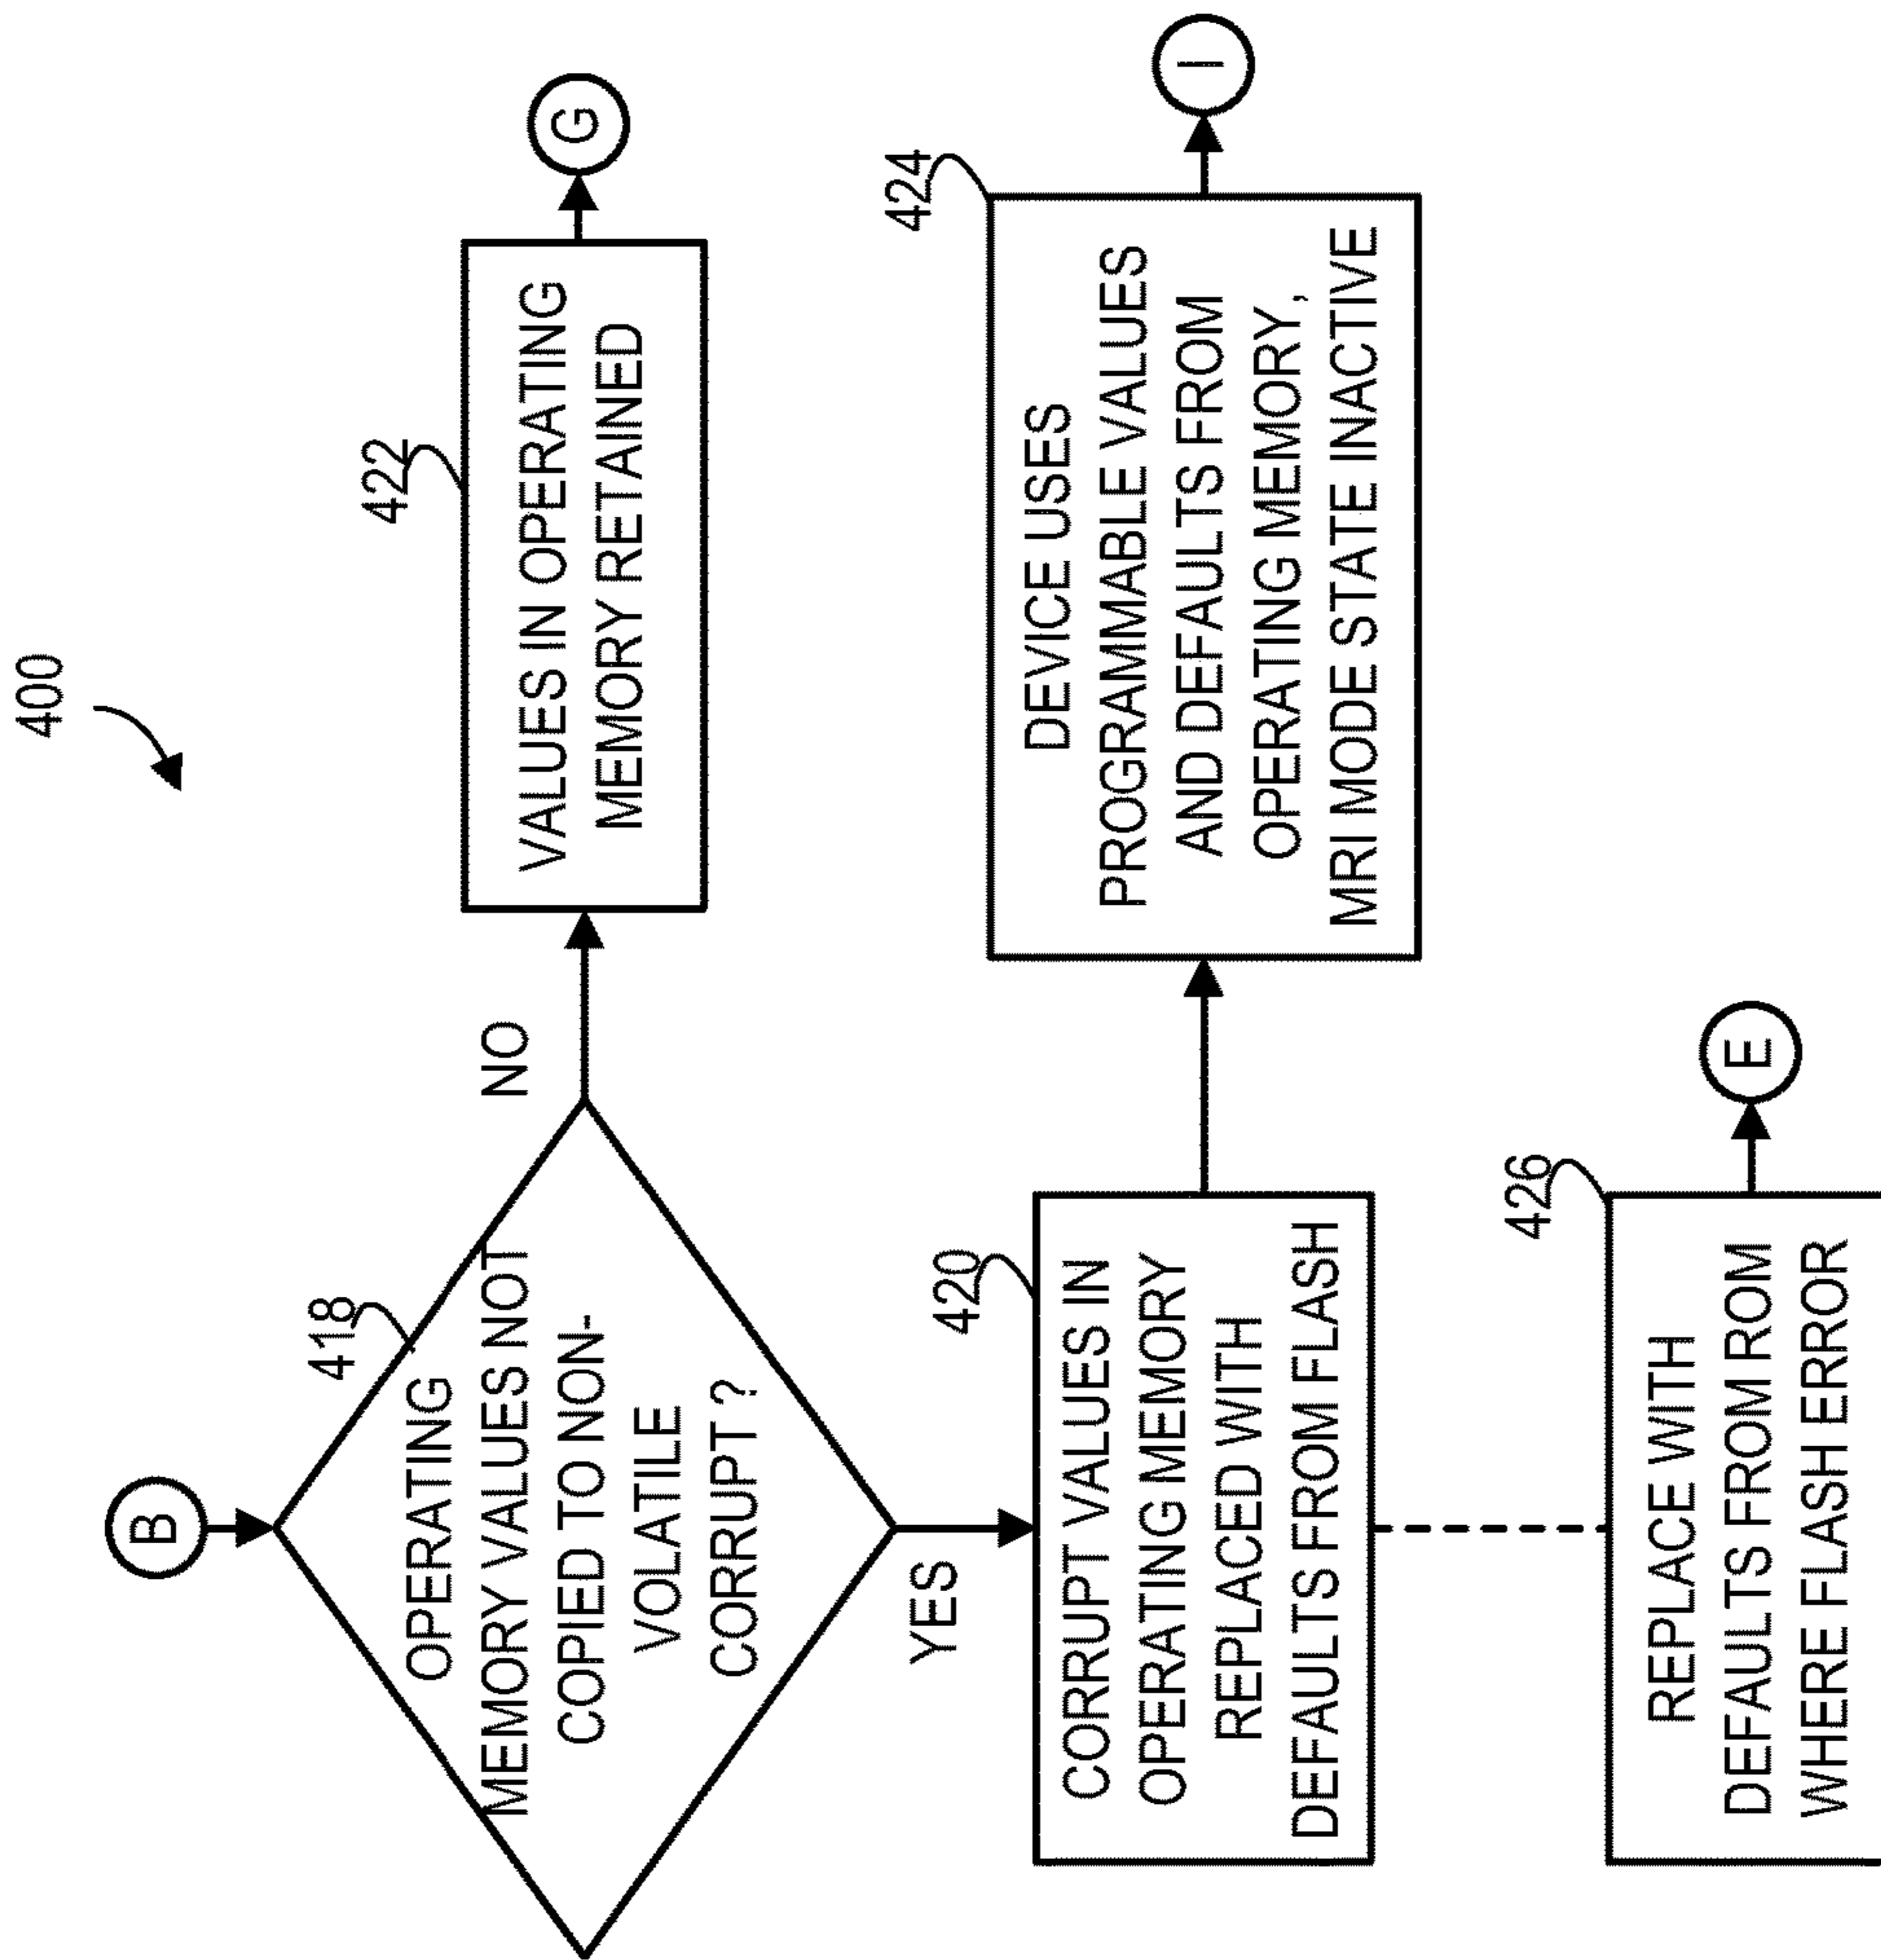 400
B
418
OPERATING
MEMORY VALUES NOT
COPIED TO NON-
VOLATILE
CORRUPT ?
NO
422
VALUES IN OPERATING
MEMORY RETAINED
G
YES
420
CORRUPT VALUES IN
OPERATING MEMORY
REPLACED WITH
DEFAULTS FROM FLASH
424
DEVICE USES
PROGRAMMABLE VALUES
AND DEFAULTS FROM
OPERATING MEMORY,
MRI MODE STATE INACTIVE
I
426
REPLACE WITH
DEFAULTS FROM ROM
WHERE FLASH ERROR
E